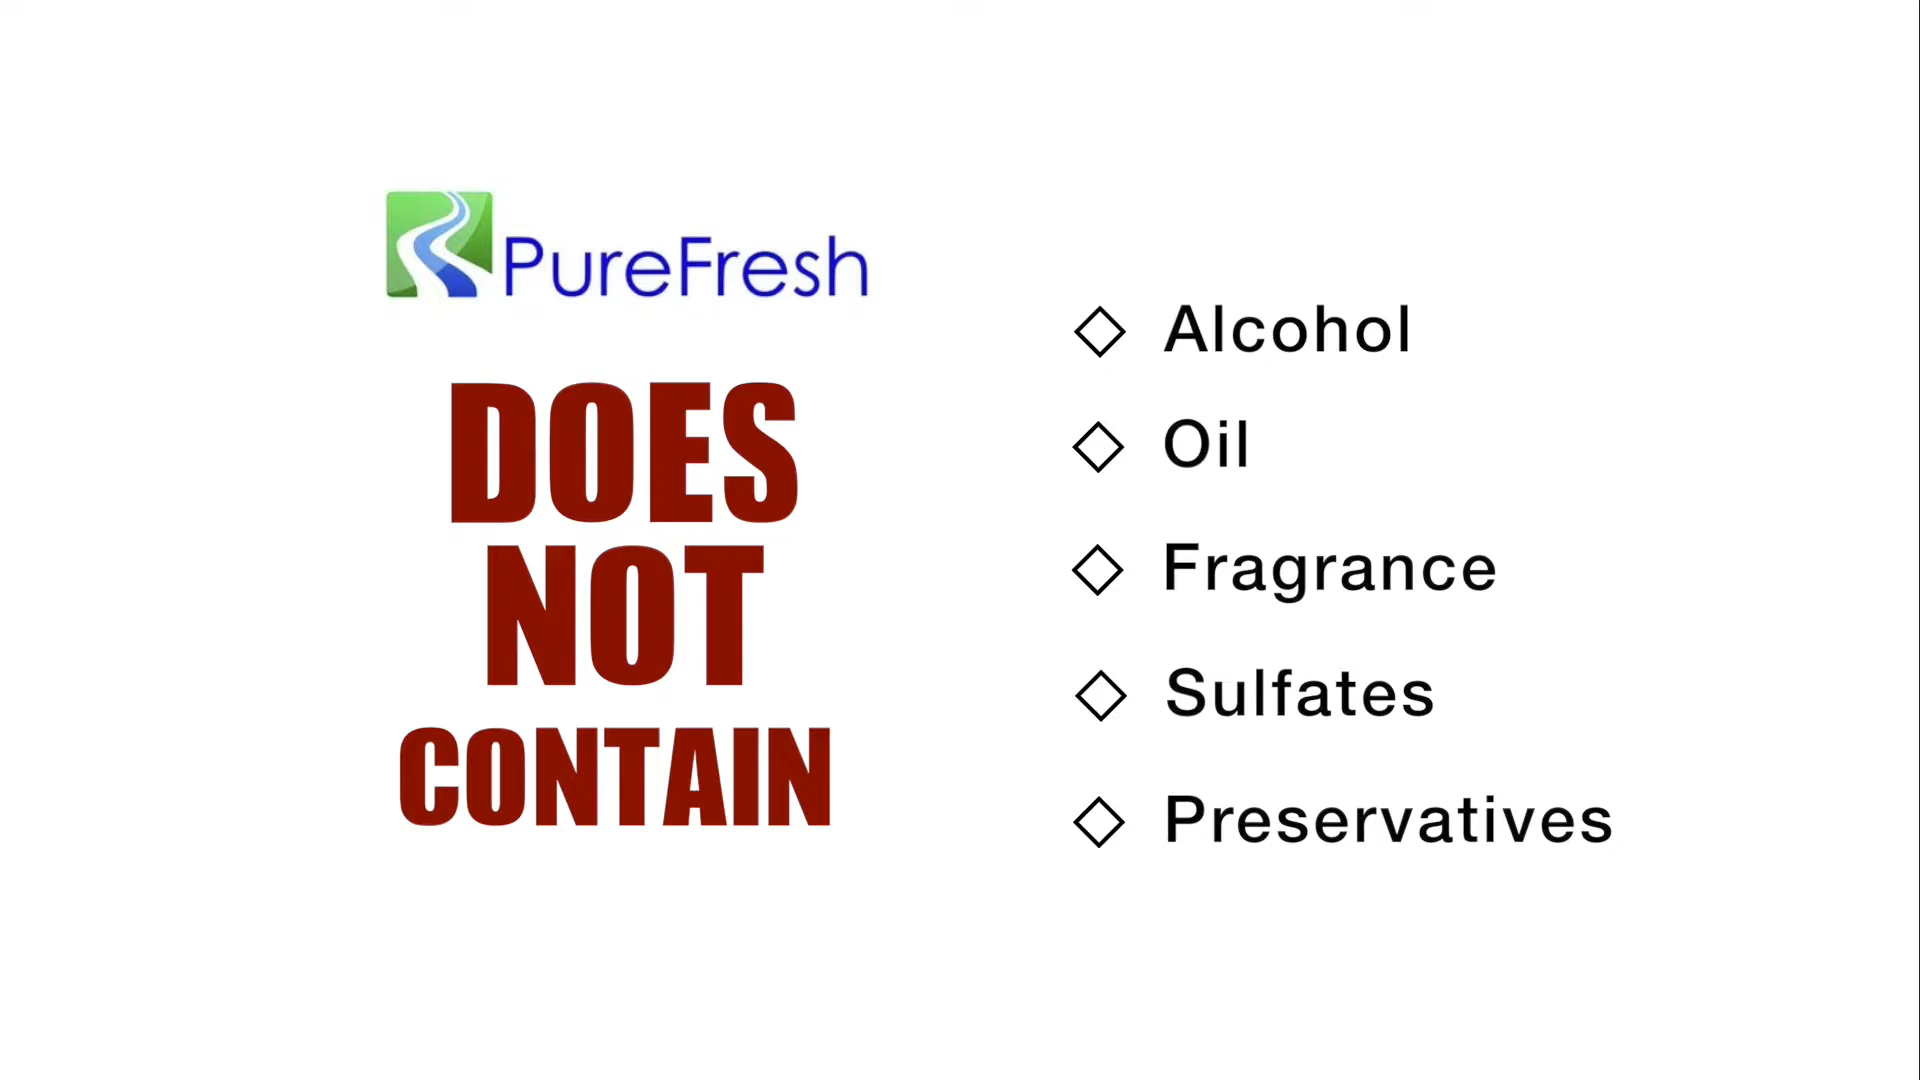 PureFresh
DOES
NOT
CONTAIN
Alcohol
Oil
Fragrance
Sulfates
Preservatives